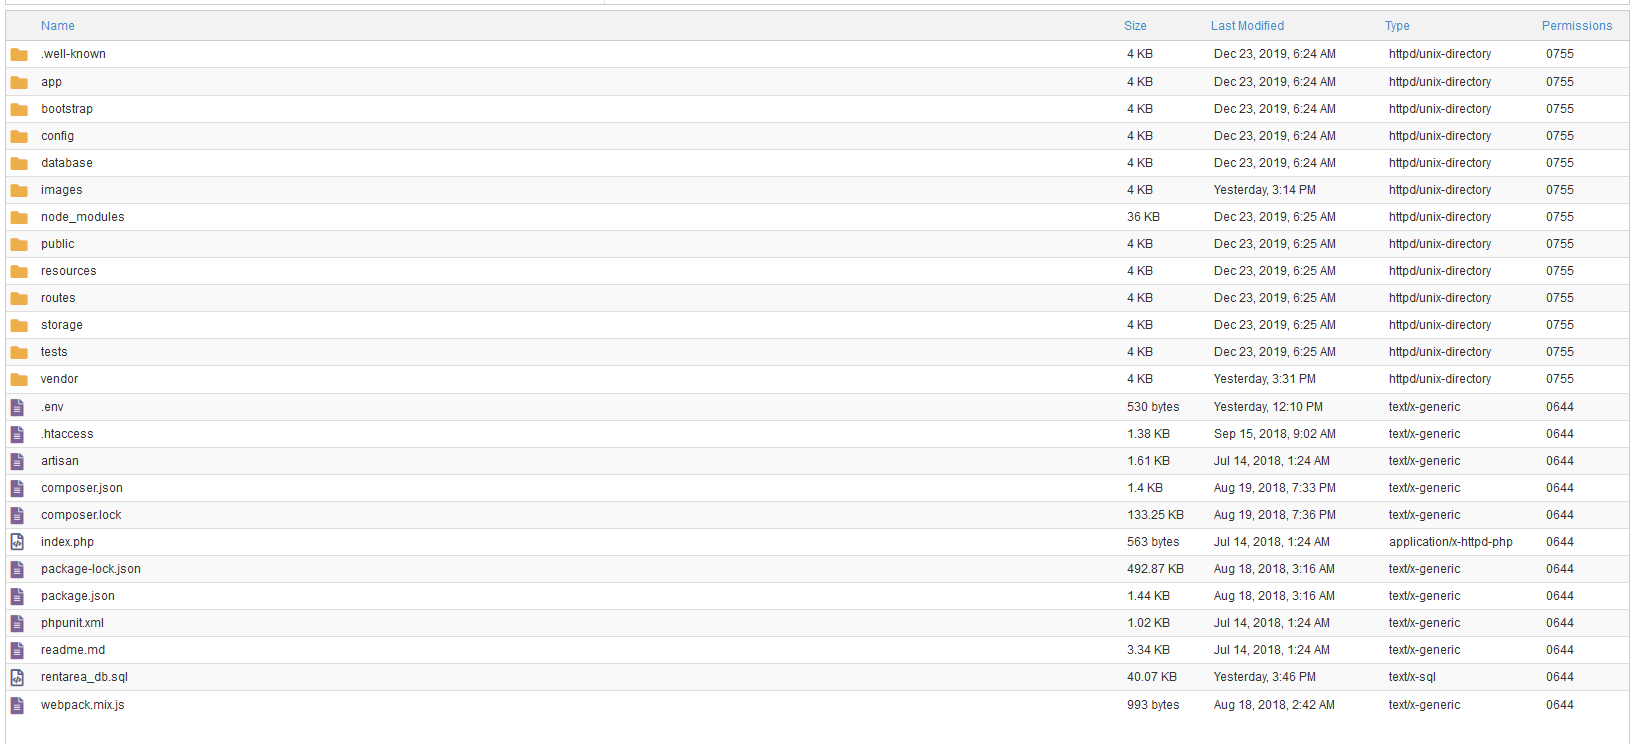 Name Size Last Modified Type Permissions
.well-known 4 KB Dec 23, 2019, 6:24 AM httpd/unix-directory 0755
app 4 KB Dec 23, 2019, 6:24 AM httpd/unix-directory 0755
bootstrap 4 KB Dec 23, 2019, 6:24 AM httpd/unix-directory 0755
config 4 KB Dec 23, 2019, 6:24 AM httpd/unix-directory 0755
database 4 KB Dec 23, 2019, 6:24 AM httpd/unix-directory 0755
images 4 KB Yesterday, 3:14 PM httpd/unix-directory 0755
node_modules 36 KB Dec 23, 2019, 6:25 AM httpd/unix-directory 0755
public 4 KB Dec 23, 2019, 6:25 AM httpd/unix-directory 0755
resources 4 KB Dec 23, 2019, 6:25 AM httpd/unix-directory 0755
routes 4 KB Dec 23, 2019, 6:25 AM httpd/unix-directory 0755
storage 4 KB Dec 23, 2019, 6:25 AM httpd/unix-directory 0755
tests 4 KB Dec 23, 2019, 6:25 AM httpd/unix-directory 0755
vendor 4 KB Yesterday, 3:31 PM httpd/unix-directory 0755
.env 530 bytes Yesterday, 12:10 PM text/x-generic 0644
.htaccess 1.38 KB Sep 15, 2018, 9:02 AM text/x-generic 0644
artisan 1.61 KB Jul 14, 2018, 1:24 AM text/x-generic 0644
composer.json 1.4 KB Aug 19, 2018, 7:33 PM text/x-generic 0644
composer.lock 133.25 KB Aug 19, 2018, 7:36 PM text/x-generic 0644
index.php 563 bytes Jul 14, 2018, 1:24 AM application/x-httpd-php 0644
package-lock.json 492.87 KB Aug 18, 2018, 3:16 AM text/x-generic 0644
package.json 1.44 KB Aug 18, 2018, 3:16 AM text/x-generic 0644
phpunit.xml 1.02 KB Jul 14, 2018, 1:24 AM text/x-generic 0644
readme.md 3.34 KB Jul 14, 2018, 1:24 AM text/x-generic 0644
rentarea_db.sql 40.07 KB Yesterday, 3:46 PM text/x-sql 0644
webpack.mix.js 993 bytes Aug 18, 2018, 2:42 AM text/x-generic 0644